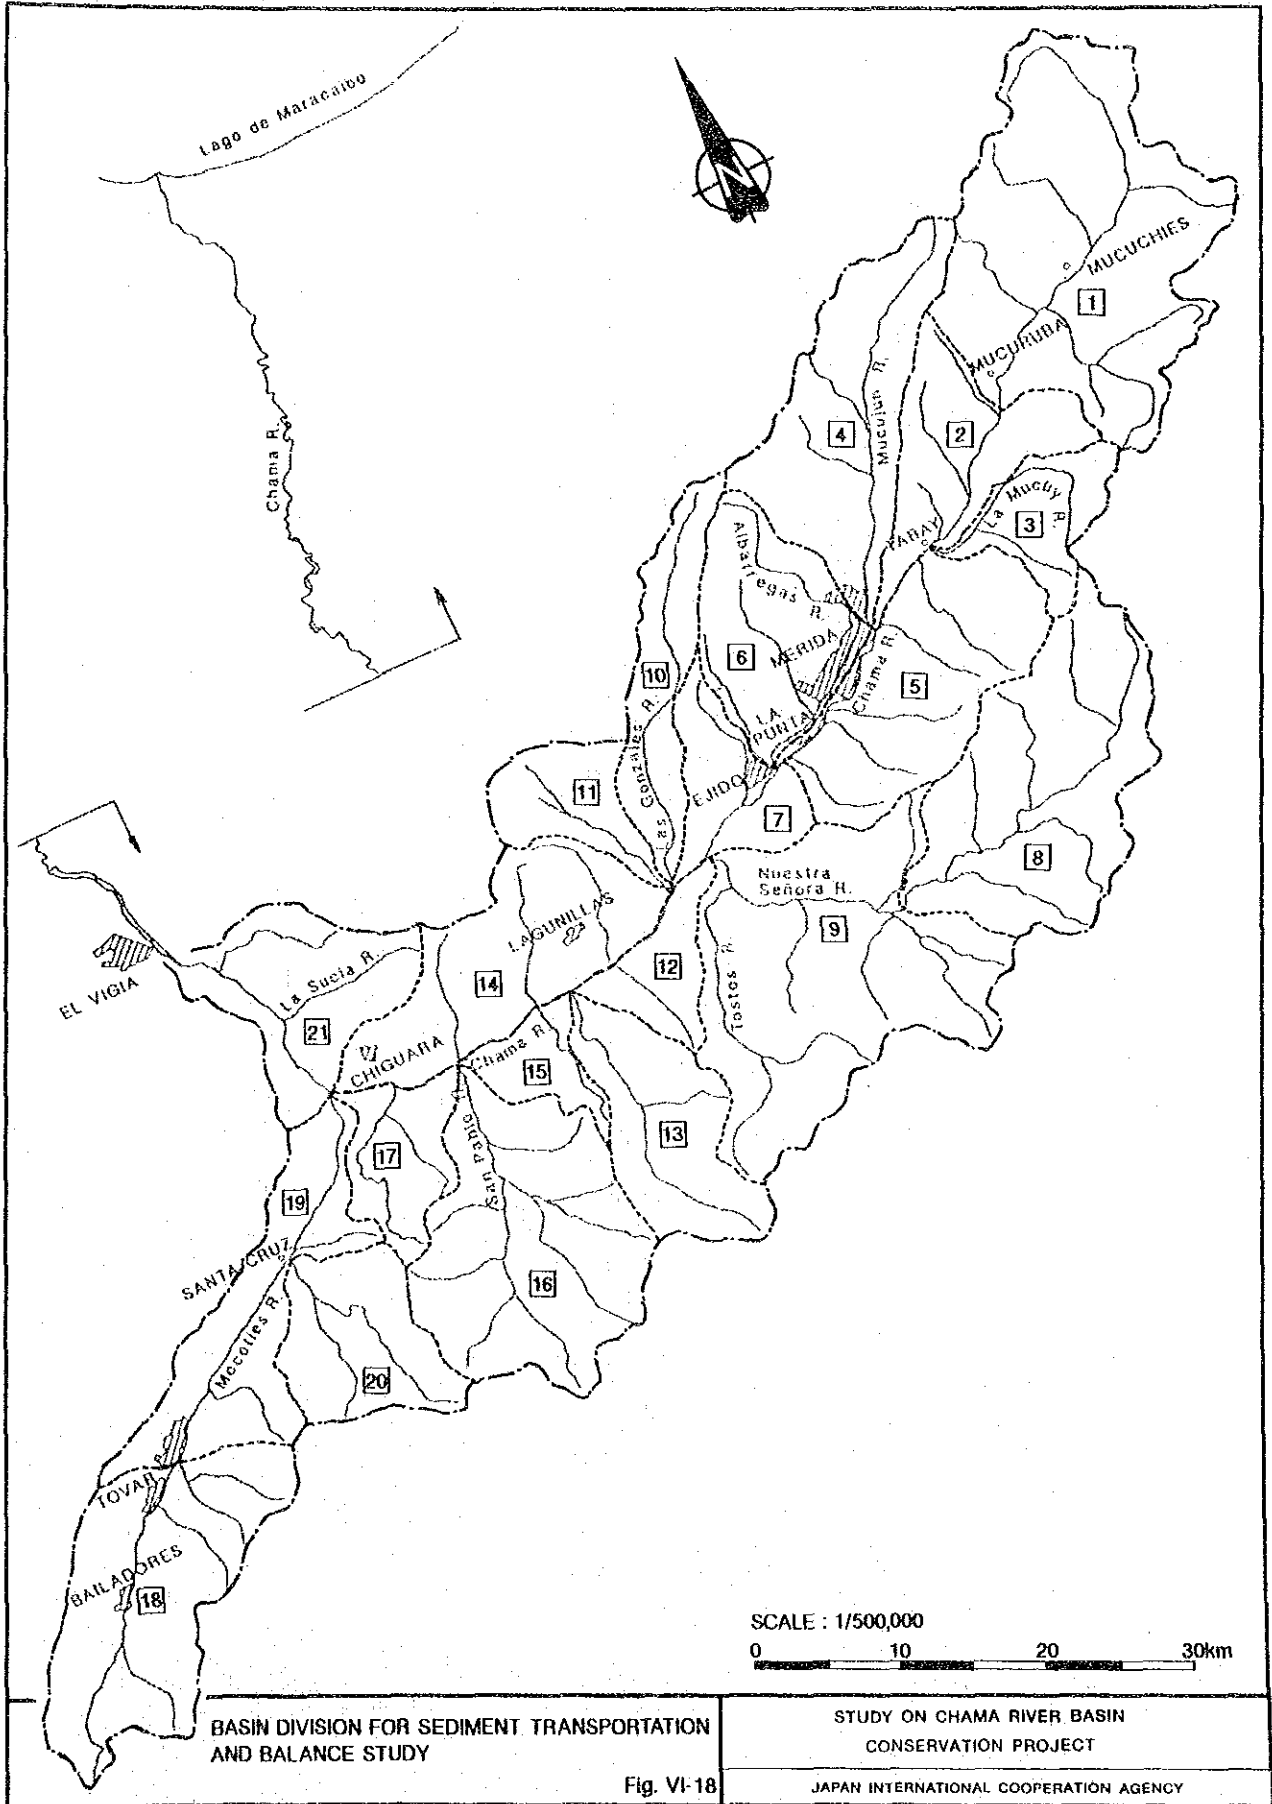 Lago de Maracaibo
N
MUCUCHIES
1
MUCURUBA
Mucujun R.
4
2
Chama R.
La Mucuy R.
3
TABAY
Albarregas R.
MERIDA
6
10
Chama R.
5
LA
PUNTA
Las Gonzales R.
11
EJIDO
7
8
Nuestra
Señora R.
9
LAGUNILLAS
12
Tostos R.
14
EL VIGIA
La Sucia R.
21
CHIGUARA
Chama R.
15
13
17
San Pablo R.
19
SANTA CRUZ
16
Mocoties R.
20
TOVAR
BAILADORES
18
SCALE : 1/500,000
0 10 20 30km
BASIN DIVISION FOR SEDIMENT TRANSPORTATION
AND BALANCE STUDY
Fig. VI-18
STUDY ON CHAMA RIVER BASIN
CONSERVATION PROJECT
JAPAN INTERNATIONAL COOPERATION AGENCY